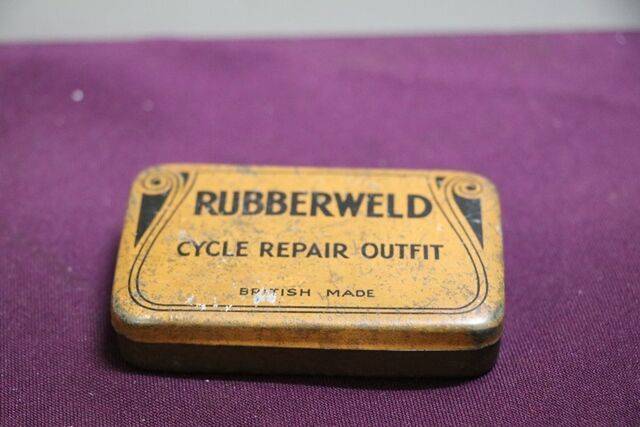 RUBBERWELD
CYCLE REPAIR OUTFIT
BRITISH MADE